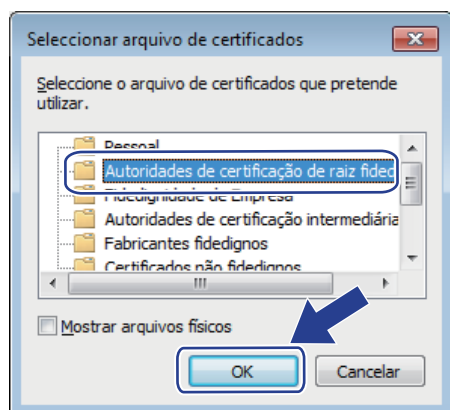 Seleccionar arquivo de certificados
Seleccione o arquivo de certificados que pretende
utilizar.
Pessoal
Autoridades de certificação de raiz fided
Fidedignidade de Empresa
Autoridades de certificação intermediária
Fabricantes fidedignos
Certificados não fidedignos
Mostrar arquivos físicos
OK
Cancelar